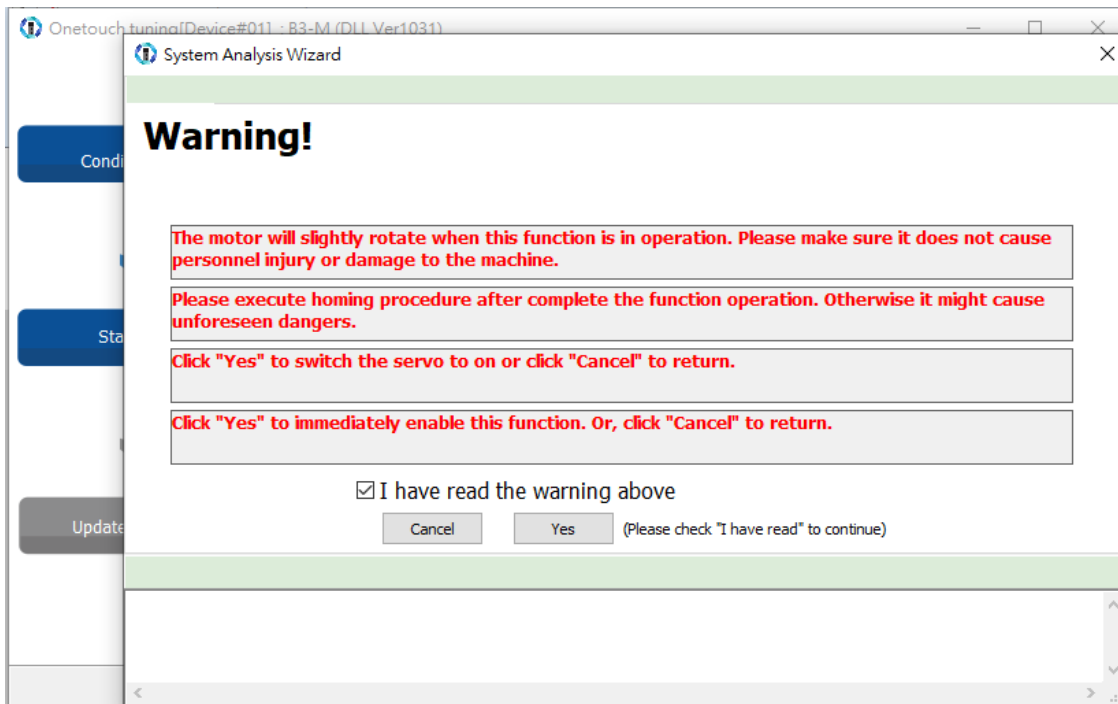 Onetouch tuning[Device#01] : B3-M (DLL Ver1031)
System Analysis Wizard
Warning!
Condi
The motor will slightly rotate when this function is in operation. Please make sure it does not cause
personnel injury or damage to the machine.
Please execute homing procedure after complete the function operation. Otherwise it might cause
unforeseen dangers.
Sta
Click "Yes" to switch the servo to on or click "Cancel" to return.
Click "Yes" to immediately enable this function. Or, click "Cancel" to return.
I have read the warning above
Update
Cancel Yes (Please check "I have read" to continue)